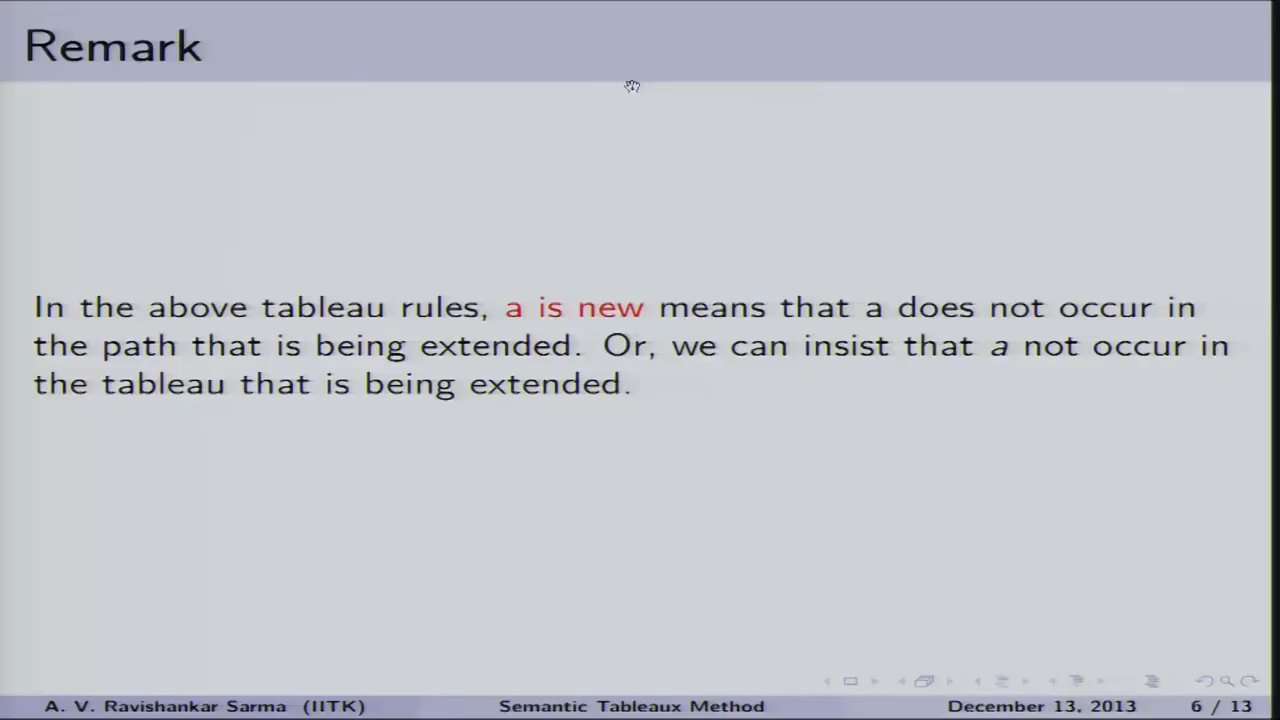 Remark
In the above tableau rules, a is new means that a does not occur in
the path that is being extended. Or, we can insist that a not occur in
the tableau that is being extended.
A. V. Ravishankar Sarma (IITK) Semantic Tableaux Method December 13, 2013 6 / 13